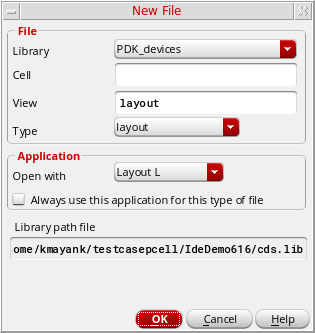 New File
File
Library PDK_devices
Cell
View layout
Type layout
Application
Open with Layout L
Always use this application for this type of file
Library path file
ome/kmayank/testcasepcell/IdeDemo616/cds.lib
OK Cancel Help